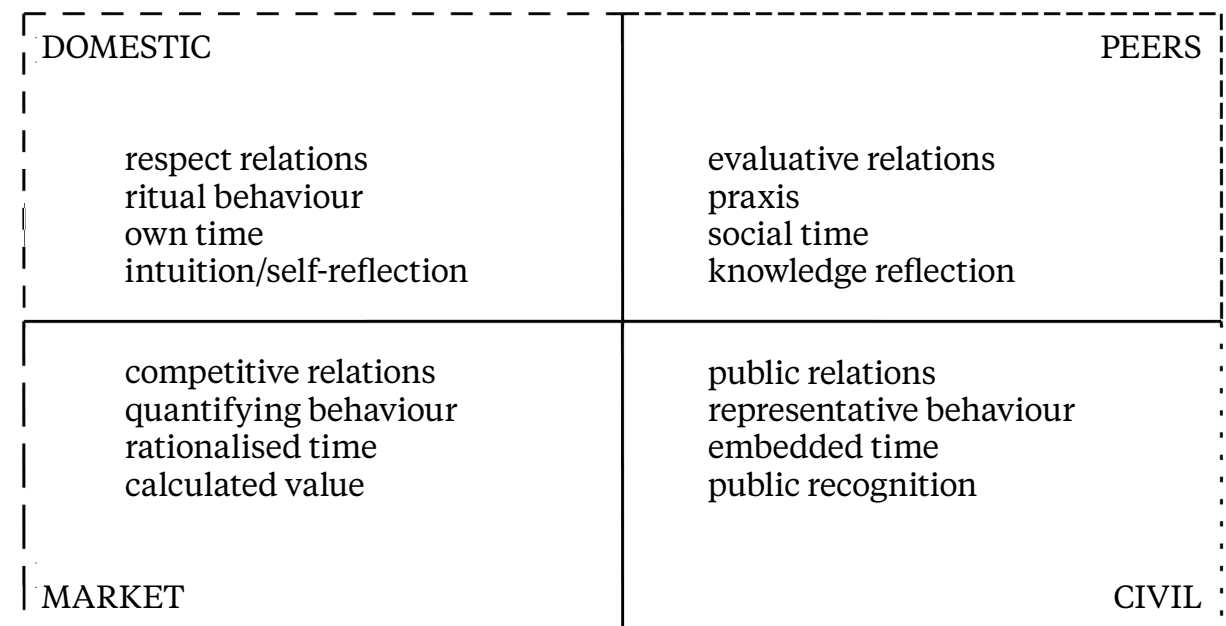 DOMESTIC
PEERS
respect relations
ritual behaviour
own time
intuition/self-reflection
evaluative relations
praxis
social time
knowledge reflection
competitive relations
quantifying behaviour
rationalised time
calculated value
public relations
representative behaviour
embedded time
public recognition
MARKET
CIVIL